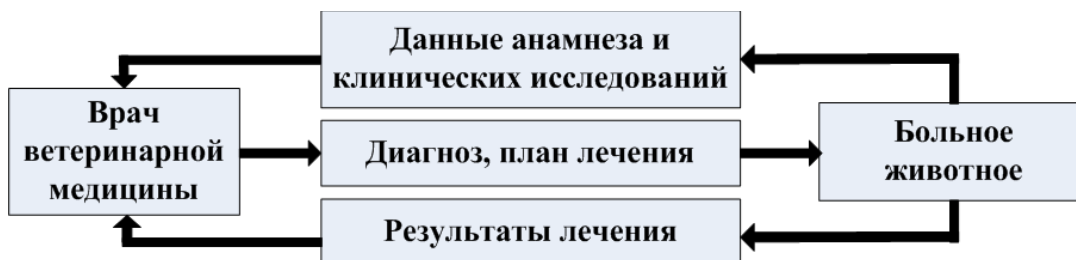 Данные анамнеза и
клинических исследований
Врач
ветеринарной
медицины
Диагноз, план лечения
Больное
животное
Результаты лечения